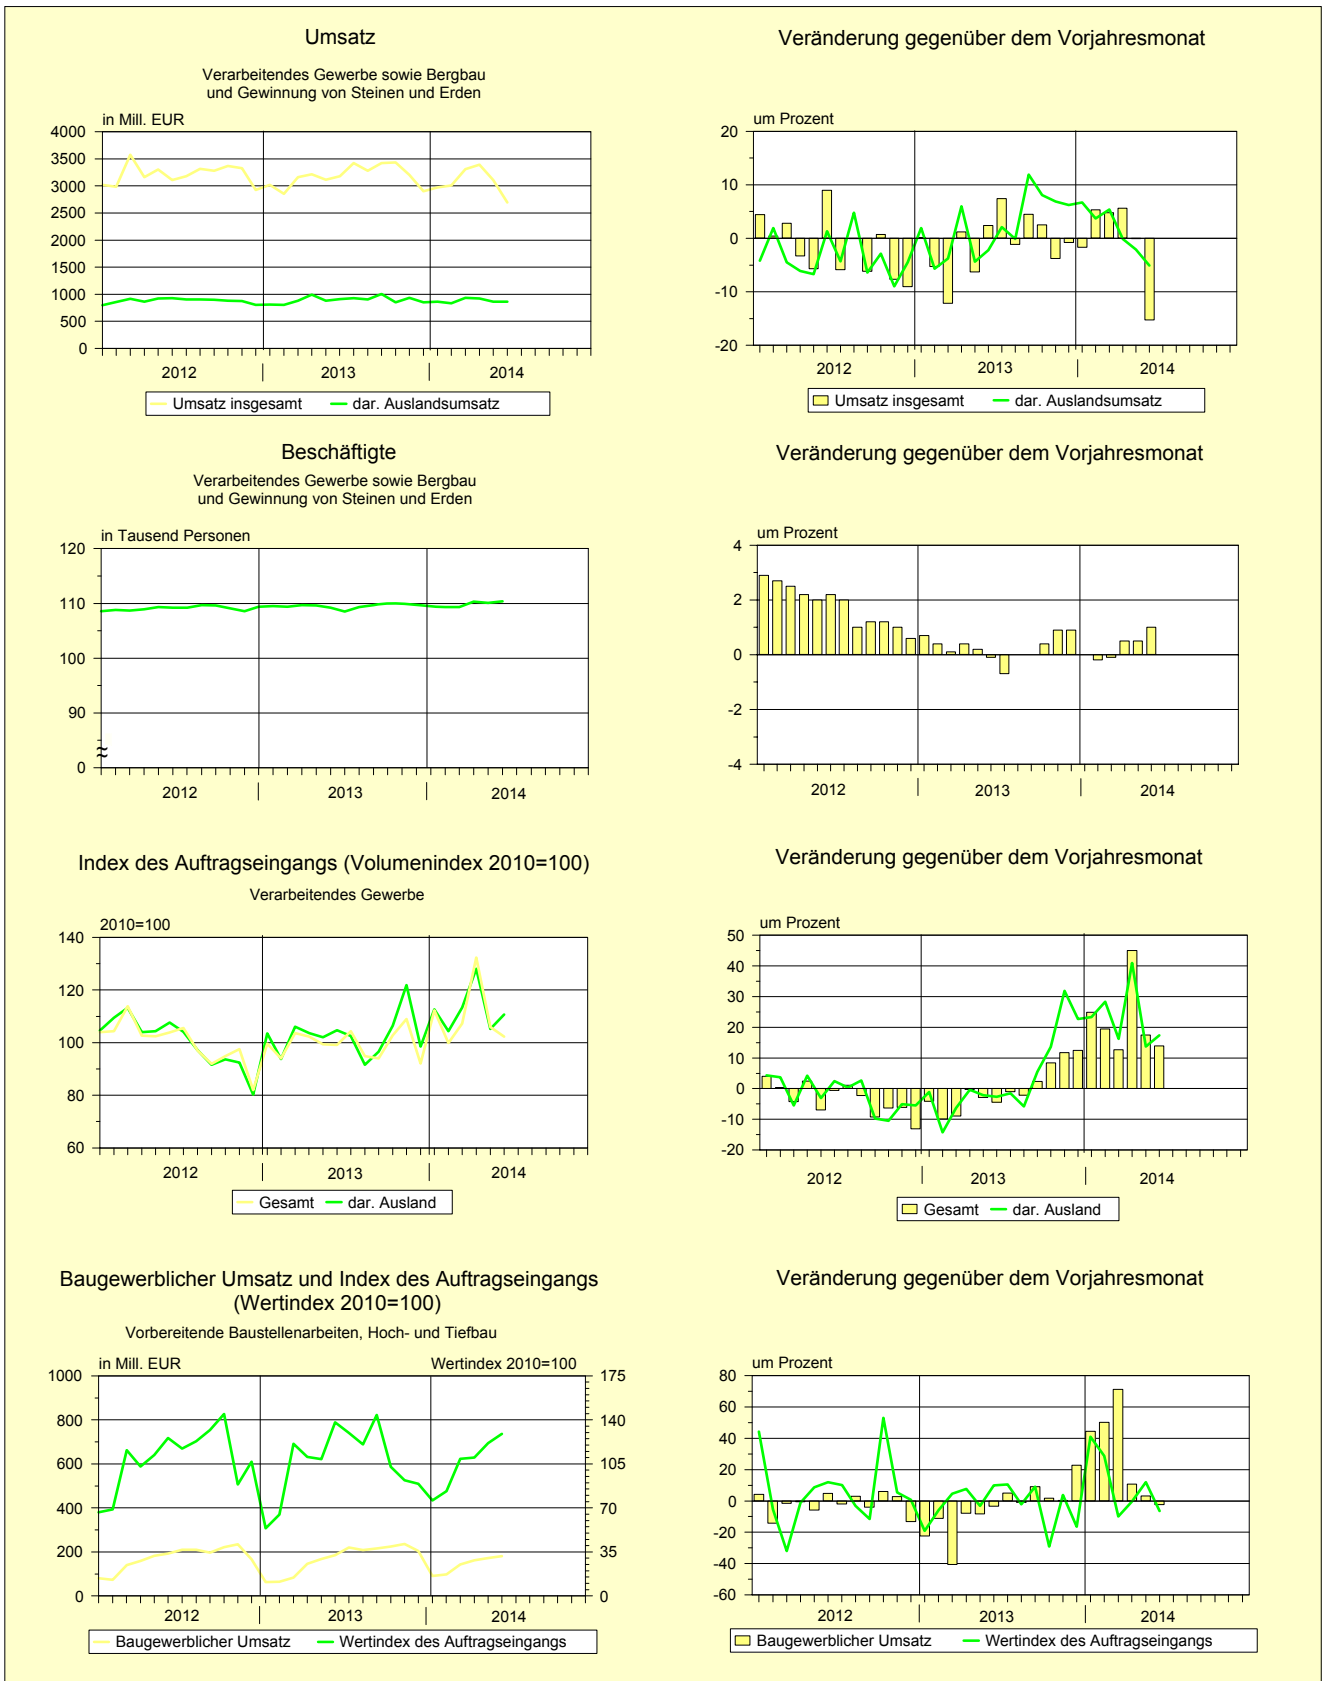 Umsatz
Verarbeitendes Gewerbe sowie Bergbau
und Gewinnung von Steinen und Erden
in Mill. EUR
4000
3500
3000
2500
2000
1500
1000
500
0
2012 2013 2014
Umsatz insgesamt dar. Auslandsumsatz
Veränderung gegenüber dem Vorjahresmonat
um Prozent
20
10
0
-10
-20
2012 2013 2014
Umsatz insgesamt dar. Auslandsumsatz
Beschäftigte
Verarbeitendes Gewerbe sowie Bergbau
und Gewinnung von Steinen und Erden
in Tausend Personen
120
110
100
90
≈
0
2012 2013 2014
Veränderung gegenüber dem Vorjahresmonat
um Prozent
4
2
0
-2
-4
2012 2013 2014
Index des Auftragseingangs (Volumenindex 2010=100)
Verarbeitendes Gewerbe
2010=100
140
120
100
80
60
2012 2013 2014
Gesamt dar. Ausland
Veränderung gegenüber dem Vorjahresmonat
um Prozent
50
40
30
20
10
0
-10
-20
2012 2013 2014
Gesamt dar. Ausland
Baugewerblicher Umsatz und Index des Auftragseingangs
(Wertindex 2010=100)
Vorbereitende Baustellenarbeiten, Hoch- und Tiefbau
in Mill. EUR Wertindex 2010=100
1000 175
800 140
600 105
400 70
200 35
0 0
2012 2013 2014
Baugewerblicher Umsatz Wertindex des Auftragseingangs
Veränderung gegenüber dem Vorjahresmonat
um Prozent
80
60
40
20
0
-20
-40
-60
2012 2013 2014
Baugewerblicher Umsatz Wertindex des Auftragseingangs